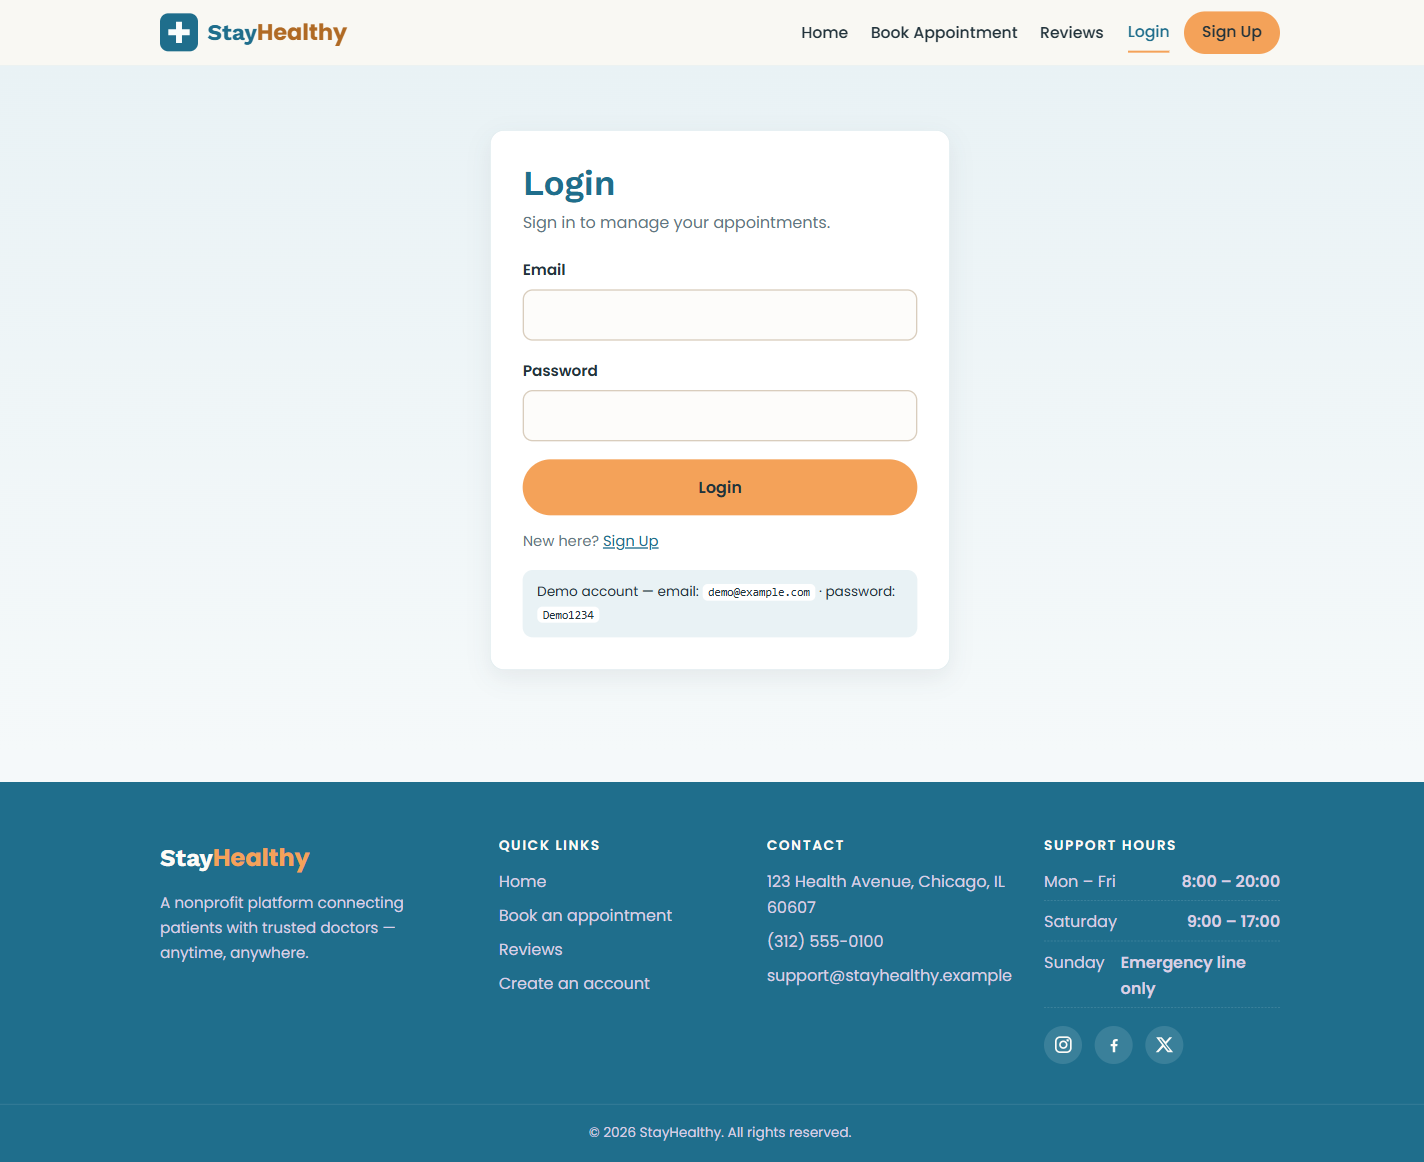 StayHealthy
Home Book Appointment Reviews Login Sign Up
Login
Sign in to manage your appointments.
Email
Password
Login
New here? Sign Up
Demo account — email: demo@example.com · password:
Demo1234
StayHealthy
A nonprofit platform connecting
patients with trusted doctors —
anytime, anywhere.
QUICK LINKS
Home
Book an appointment
Reviews
Create an account
CONTACT
123 Health Avenue, Chicago, IL
60607
(312) 555-0100
support@stayhealthy.example
SUPPORT HOURS
Mon – Fri 8:00 – 20:00
Saturday 9:00 – 17:00
Sunday Emergency line
only
© 2026 StayHealthy. All rights reserved.